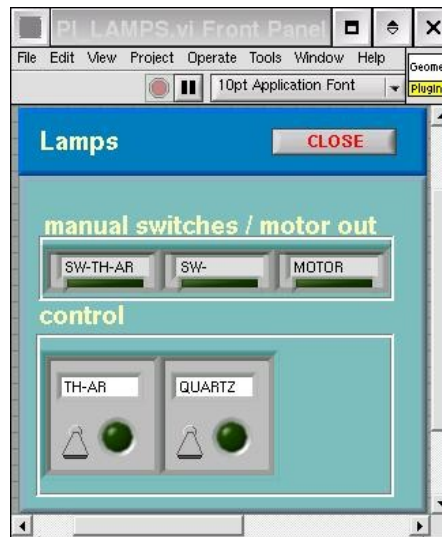 PI_LAMPS.vi Front Panel
File Edit View Project Operate Tools Window Help
Geome
10pt Application Font
Plugin
Lamps
CLOSE
manual switches / motor out
SW-TH-AR
SW-
MOTOR
control
TH-AR
QUARTZ